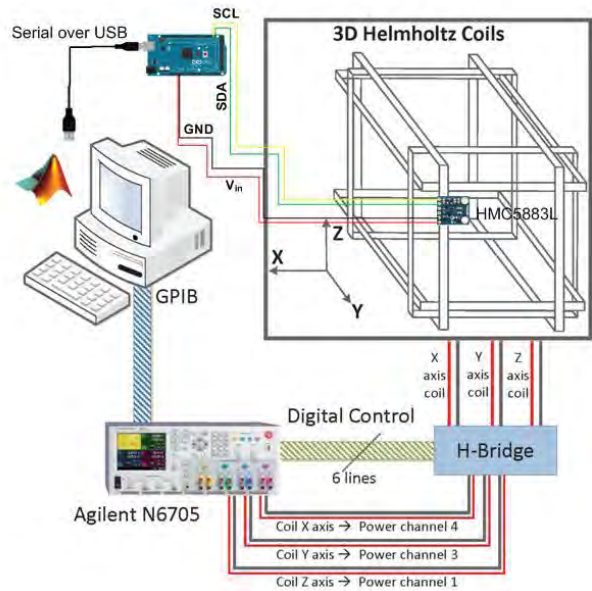 SCL
3D Helmholtz Coils
Serial over USB
SDA
GND
Vin
HMC5883L
Z
X
Y
GPIB
X axis coil
Y axis coil
Z axis coil
Digital Control
H-Bridge
6 lines
Agilent N6705
Coil X axis → Power channel 4
Coil Y axis → Power channel 3
Coil Z axis → Power channel 1